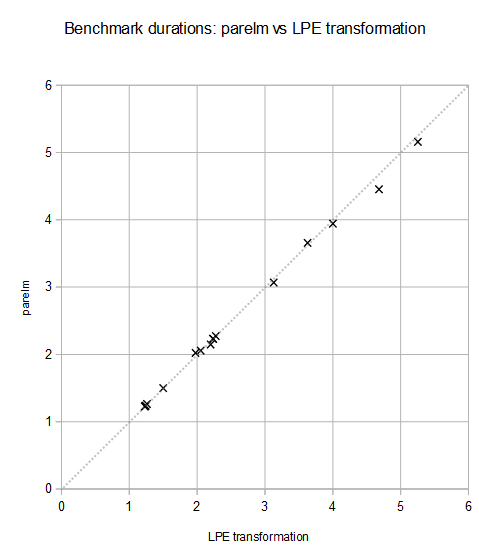 Benchmark durations: parelm vs LPE transformation
6
5
4
3
2
1
0
parelm
0 1 2 3 4 5 6
LPE transformation